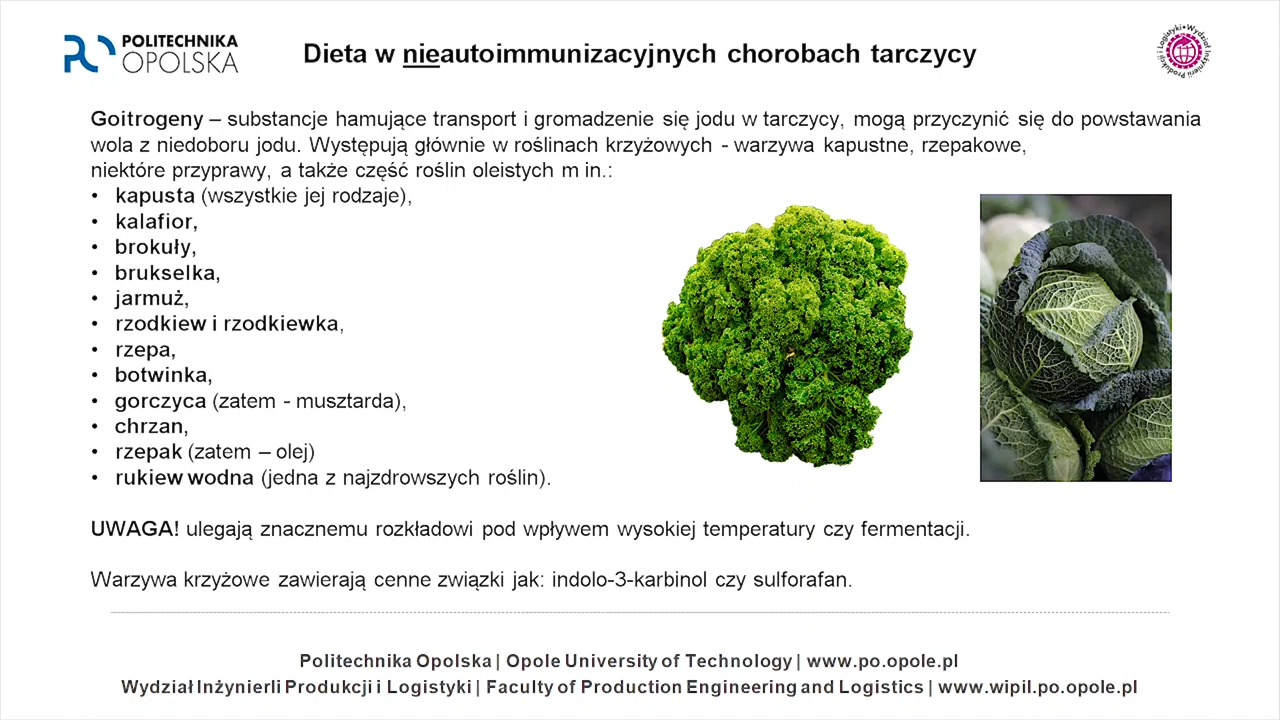 POLITECHNIKA
OPOLSKA
Dieta w nieautoimmunizacyjnych chorobach tarczycy
Wydział Inżynierii Produkcji i Logistyki
Goitrogeny – substancje hamujące transport i gromadzenie się jodu w tarczycy, mogą przyczynić się do powstawania
wola z niedoboru jodu. Występują głównie w roślinach krzyżowych - warzywa kapustne, rzepakowe,
niektóre przyprawy, a także część roślin oleistych m in.:
• kapusta (wszystkie jej rodzaje),
• kalafior,
• brokuły,
• brukselka,
• jarmuż,
• rzodkiew i rzodkiewka,
• rzepa,
• botwinka,
• gorczyca (zatem - musztarda),
• chrzan,
• rzepak (zatem – olej)
• rukiew wodna (jedna z najzdrowszych roślin).
UWAGA! ulegają znacznemu rozkładowi pod wpływem wysokiej temperatury czy fermentacji.
Warzywa krzyżowe zawierają cenne związki jak: indolo-3-karbinol czy sulforafan.
Politechnika Opolska | Opole University of Technology | www.po.opole.pl
Wydział Inżynierli Produkcji i Logistyki | Faculty of Production Engineering and Logistics | www.wipil.po.opole.pl